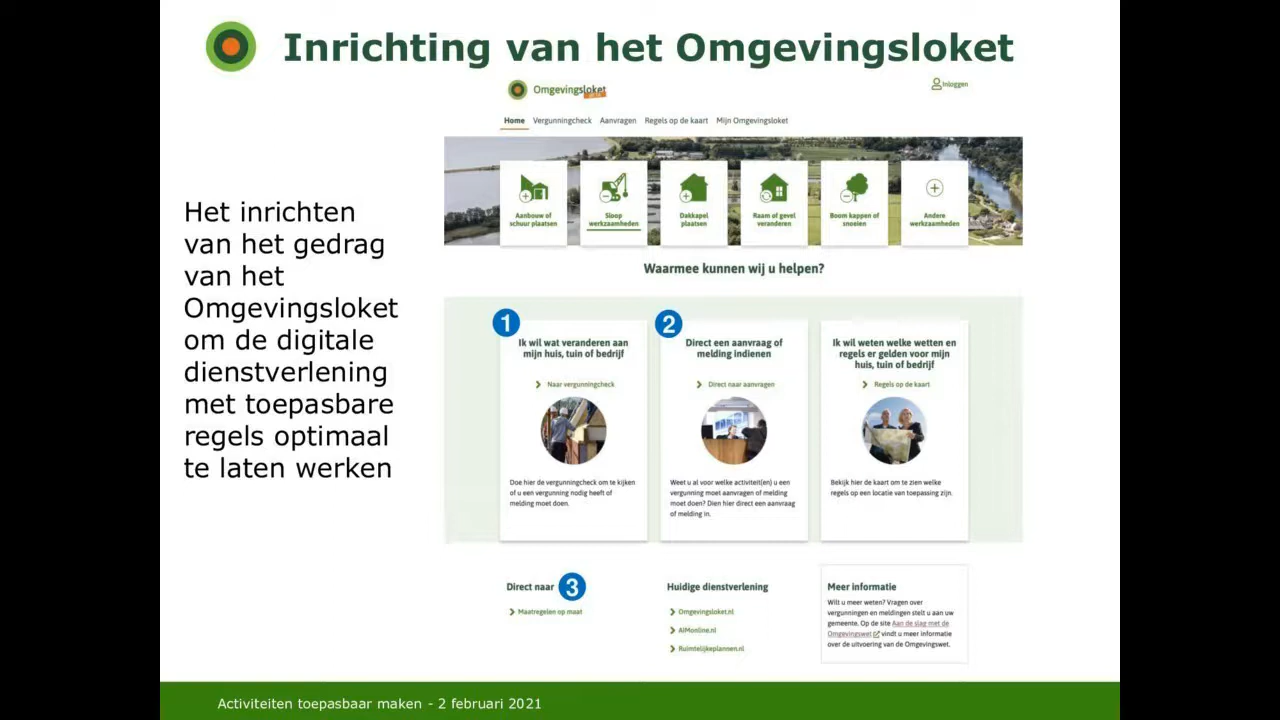 Inrichting van het Omgevingsloket
Omgevingsloket
Inloggen
Home Vergunningcheck Aanvragen Regels op de kaart Mijn Omgevingsloket
Aanbouw of
schuur plaatsen
Sloop
werkzaamheden
Dakkapel
plaatsen
Raam of gevel
veranderen
Boom kappen of
snoeien
Andere
werkzaamheden
Waarmee kunnen wij u helpen?
Het inrichten
van het gedrag
van het
Omgevingsloket
om de digitale
dienstverlening
met toepasbare
regels optimaal
te laten werken
1
Ik wil wat veranderen aan
mijn huis, tuin of bedrijf
Naar vergunningcheck
Doe hier de vergunningcheck om te kijken
of u een vergunning nodig heeft of
melding moet doen.
2
Direct een aanvraag of
melding indienen
Direct naar aanvragen
Weet u al voor welke activiteit(en) u een
vergunning moet aanvragen of melding
moet doen? Dien hier direct een aanvraag
of melding in.
Ik wil weten welke wetten en
regels er gelden voor mijn
huis, tuin of bedrijf
Regels op de kaart
Bekijk hier de kaart om te zien welke
regels op een locatie van toepassing zijn.
Direct naar 3
Maatregelen op maat
Huidige dienstverlening
Omgevingsloket.nl
AIMonline.nl
Ruimtelijkeplannen.nl
Meer informatie
Wilt u meer weten? Vragen over
vergunningen en meldingen stelt u aan uw
gemeente. Op de site Aan de slag met de
Omgevingswet vindt u meer informatie
over de uitvoering van de Omgevingswet.
Activiteiten toepasbaar maken - 2 februari 2021